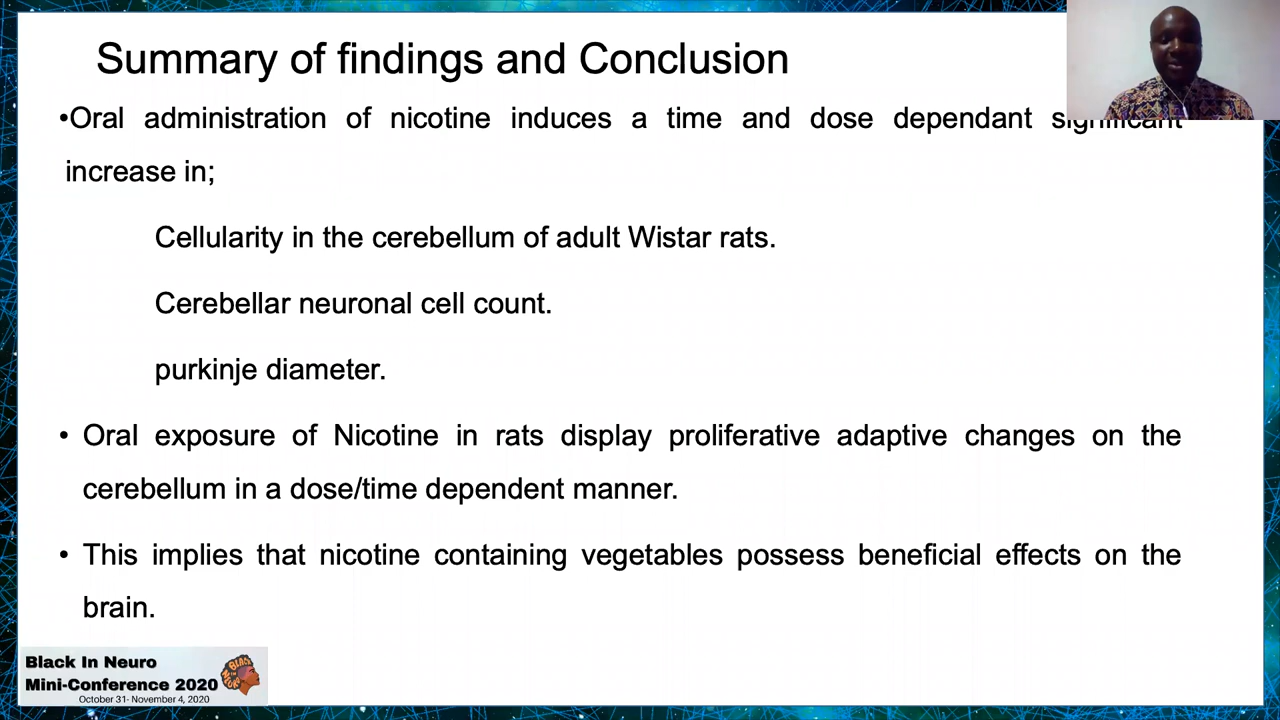 Summary of findings and Conclusion
•Oral administration of nicotine induces a time and dose dependant significant
increase in;
Cellularity in the cerebellum of adult Wistar rats.
Cerebellar neuronal cell count.
purkinje diameter.
• Oral exposure of Nicotine in rats display proliferative adaptive changes on the
cerebellum in a dose/time dependent manner.
• This implies that nicotine containing vegetables possess beneficial effects on the
brain.
Black In Neuro
Mini-Conference 2020
October 31- November 4, 2020